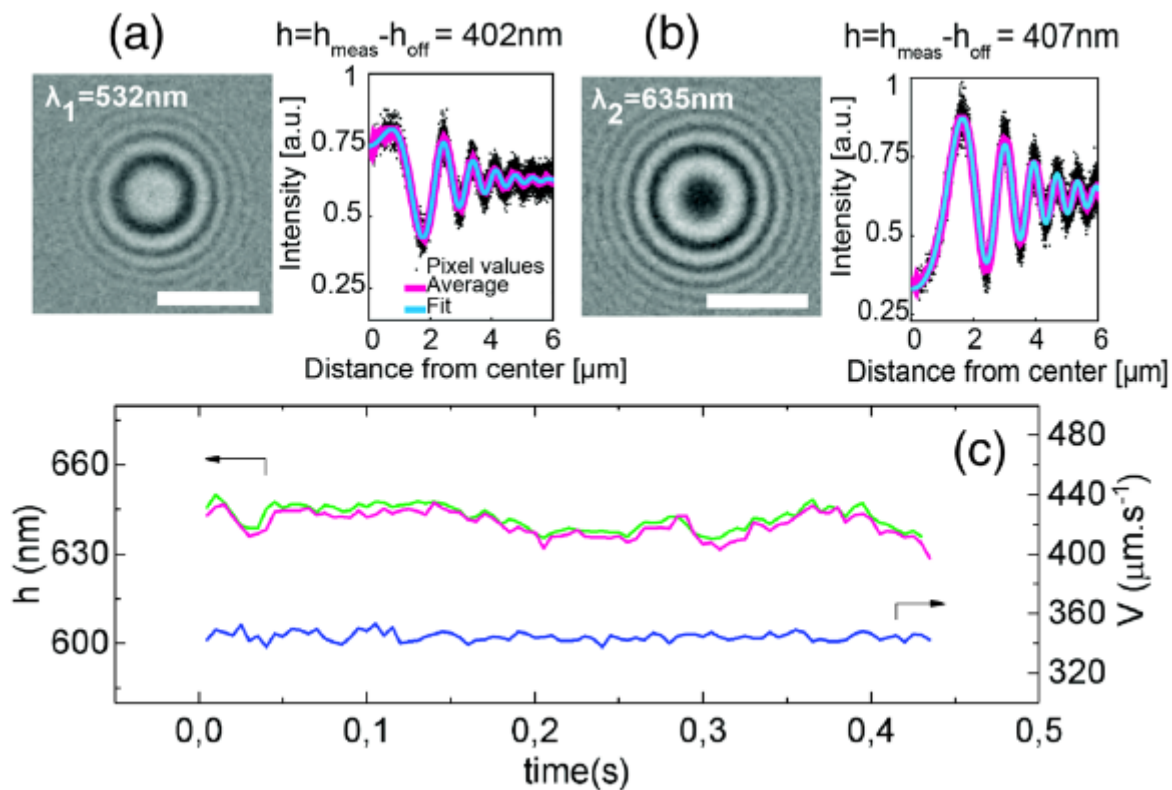 (a)
h=h_meas-h_off = 402nm
λ1=532nm
Intensity [a.u.]
1
0.75
0.5
0.25
Pixel values
Average
Fit
0 2 4 6
Distance from center [µm]
(b)
h=h_meas-h_off = 407nm
λ2=635nm
Intensity [a.u.]
1
0.75
0.5
0.25
0 2 4 6
Distance from center [µm]
(c)
h (nm)
660
630
600
V (µm.s⁻¹)
480
440
400
360
320
0,0 0,1 0,2 0,3 0,4 0,5
time(s)